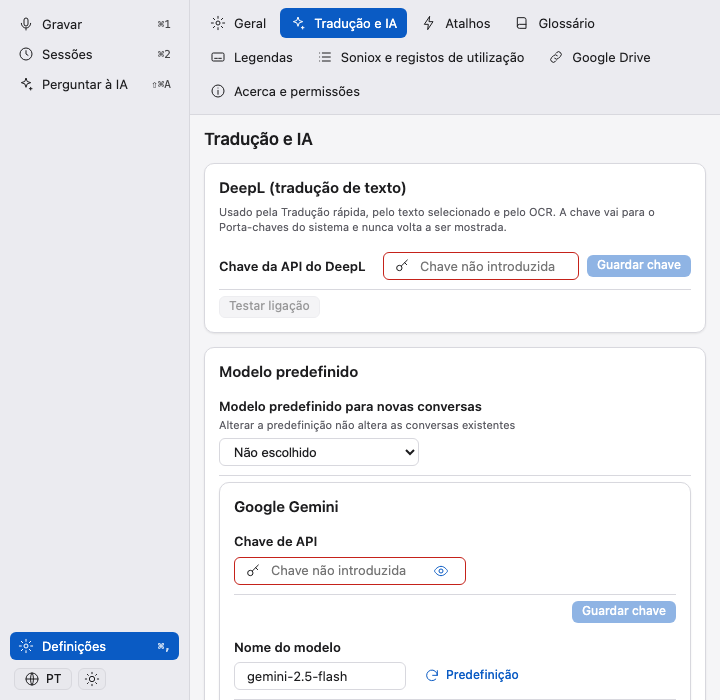 Gravar ⌘1
Sessões ⌘2
Perguntar à IA ⇧⌘A
Geral
Tradução e IA
Atalhos
Glossário
Legendas
Soniox e registos de utilização
Google Drive
Acerca e permissões
Tradução e IA
DeepL (tradução de texto)
Usado pela Tradução rápida, pelo texto selecionado e pelo OCR. A chave vai para o
Porta-chaves do sistema e nunca volta a ser mostrada.
Chave da API do DeepL
Chave não introduzida
Guardar chave
Testar ligação
Modelo predefinido
Modelo predefinido para novas conversas
Alterar a predefinição não altera as conversas existentes
Não escolhido
Google Gemini
Chave de API
Chave não introduzida
Guardar chave
Nome do modelo
gemini-2.5-flash
Predefinição
Definições ⌘,
PT